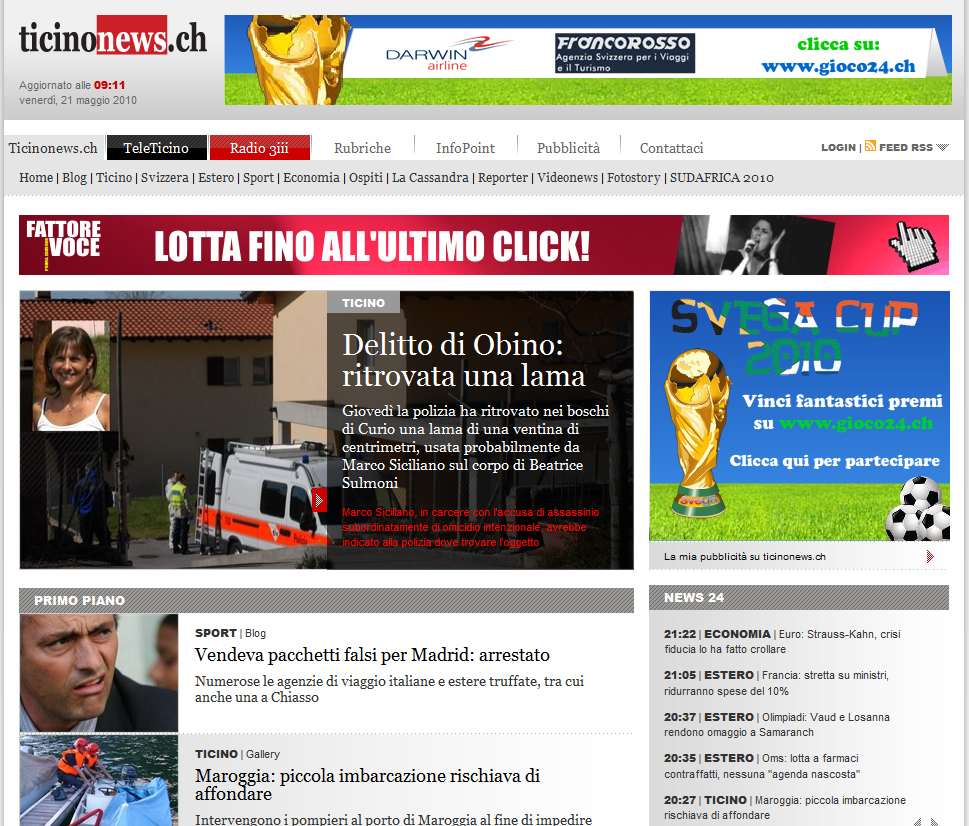 ticinonews.ch
Aggiornato alle 09:11
venerdì, 21 maggio 2010
DARWIN
airline
FRANCOROSSO
Agenzia Svizzera per i Viaggi
e il Turismo
clicca su:
www.gioco24.ch
Ticinonews.ch TeleTicino Radio 3iii Rubriche InfoPoint Pubblicità Contattaci
LOGIN | FEED RSS
Home | Blog | Ticino | Svizzera | Estero | Sport | Economia | Ospiti | La Cassandra | Reporter | Videonews | Fotostory | SUDAFRICA 2010
FATTORE
VOCE
LOTTA FINO ALL'ULTIMO CLICK!
TICINO
Delitto di Obino:
ritrovata una lama
Giovedì la polizia ha ritrovato nei boschi
di Curio una lama di una ventina di
centrimetri, usata probabilmente da
Marco Siciliano sul corpo di Beatrice
Sulmoni
Marco Siciliano, in carcere con l'accusa di assassinio
subordinatamente di omicidio intenzionale, avrebbe
indicato alla polizia dove trovare l'oggetto
SVEGA CUP
2010
Vinci fantastici premi
su www.gioco24.ch
Clicca qui per partecipare
svega
La mia pubblicità su ticinonews.ch
PRIMO PIANO
SPORT | Blog
Vendeva pacchetti falsi per Madrid: arrestato
Numerose le agenzie di viaggio italiane e estere truffate, tra cui
anche una a Chiasso
TICINO | Gallery
Maroggia: piccola imbarcazione rischiava di
affondare
Intervengono i pompieri al porto di Maroggia al fine di impedire
NEWS 24
21:22 | ECONOMIA | Euro: Strauss-Kahn, crisi
fiducia lo ha fatto crollare
21:05 | ESTERO | Francia: stretta su ministri,
ridurranno spese del 10%
20:37 | ESTERO | Olimpiadi: Vaud e Losanna
rendono omaggio a Samaranch
20:35 | ESTERO | Oms: lotta a farmaci
contraffatti, nessuna "agenda nascosta"
20:27 | TICINO | Maroggia: piccola imbarcazione
rischiava di affondare